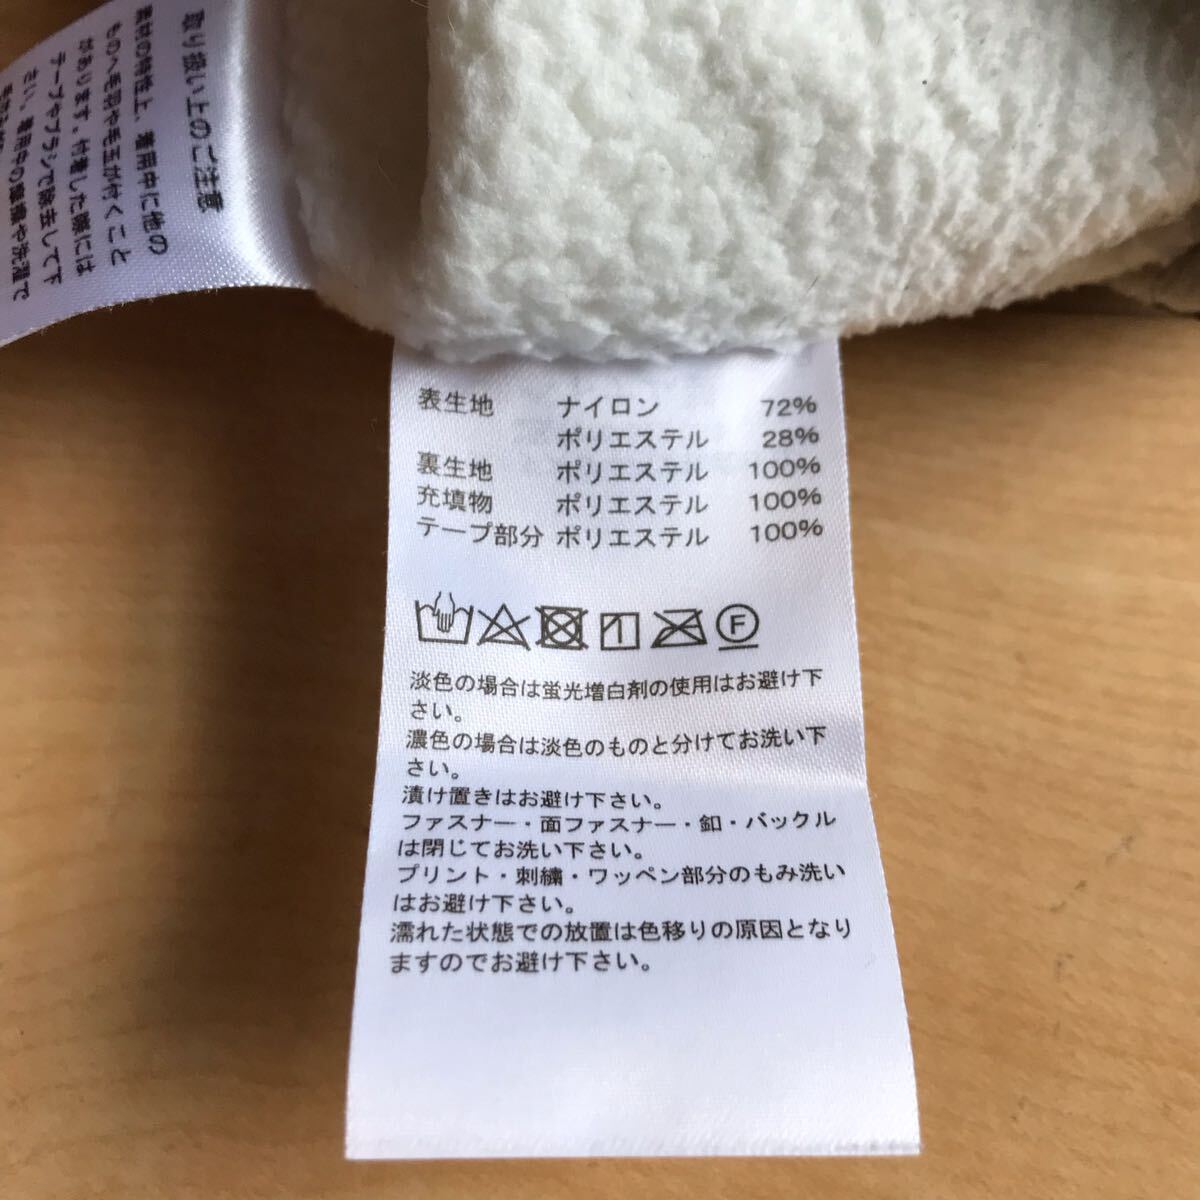 取り扱い上のご注意
素材の特性上、着用中に他の
ものへ毛羽や毛玉が付くこと
があります。付着した際には
テープやブラシで除去して下
さい。着用中の摩擦や洗濯で
表生地 ナイロン 72%
ポリエステル 28%
裏生地 ポリエステル 100%
充填物 ポリエステル 100%
テープ部分 ポリエステル 100%
F
淡色の場合は蛍光増白剤の使用はお避け下
さい。
濃色の場合は淡色のものと分けてお洗い下
さい。
漬け置きはお避け下さい。
ファスナー・面ファスナー・釦・バックル
は閉じてお洗い下さい。
プリント・刺繍・ワッペン部分のもみ洗い
はお避け下さい。
濡れた状態での放置は色移りの原因となり
ますのでお避け下さい。